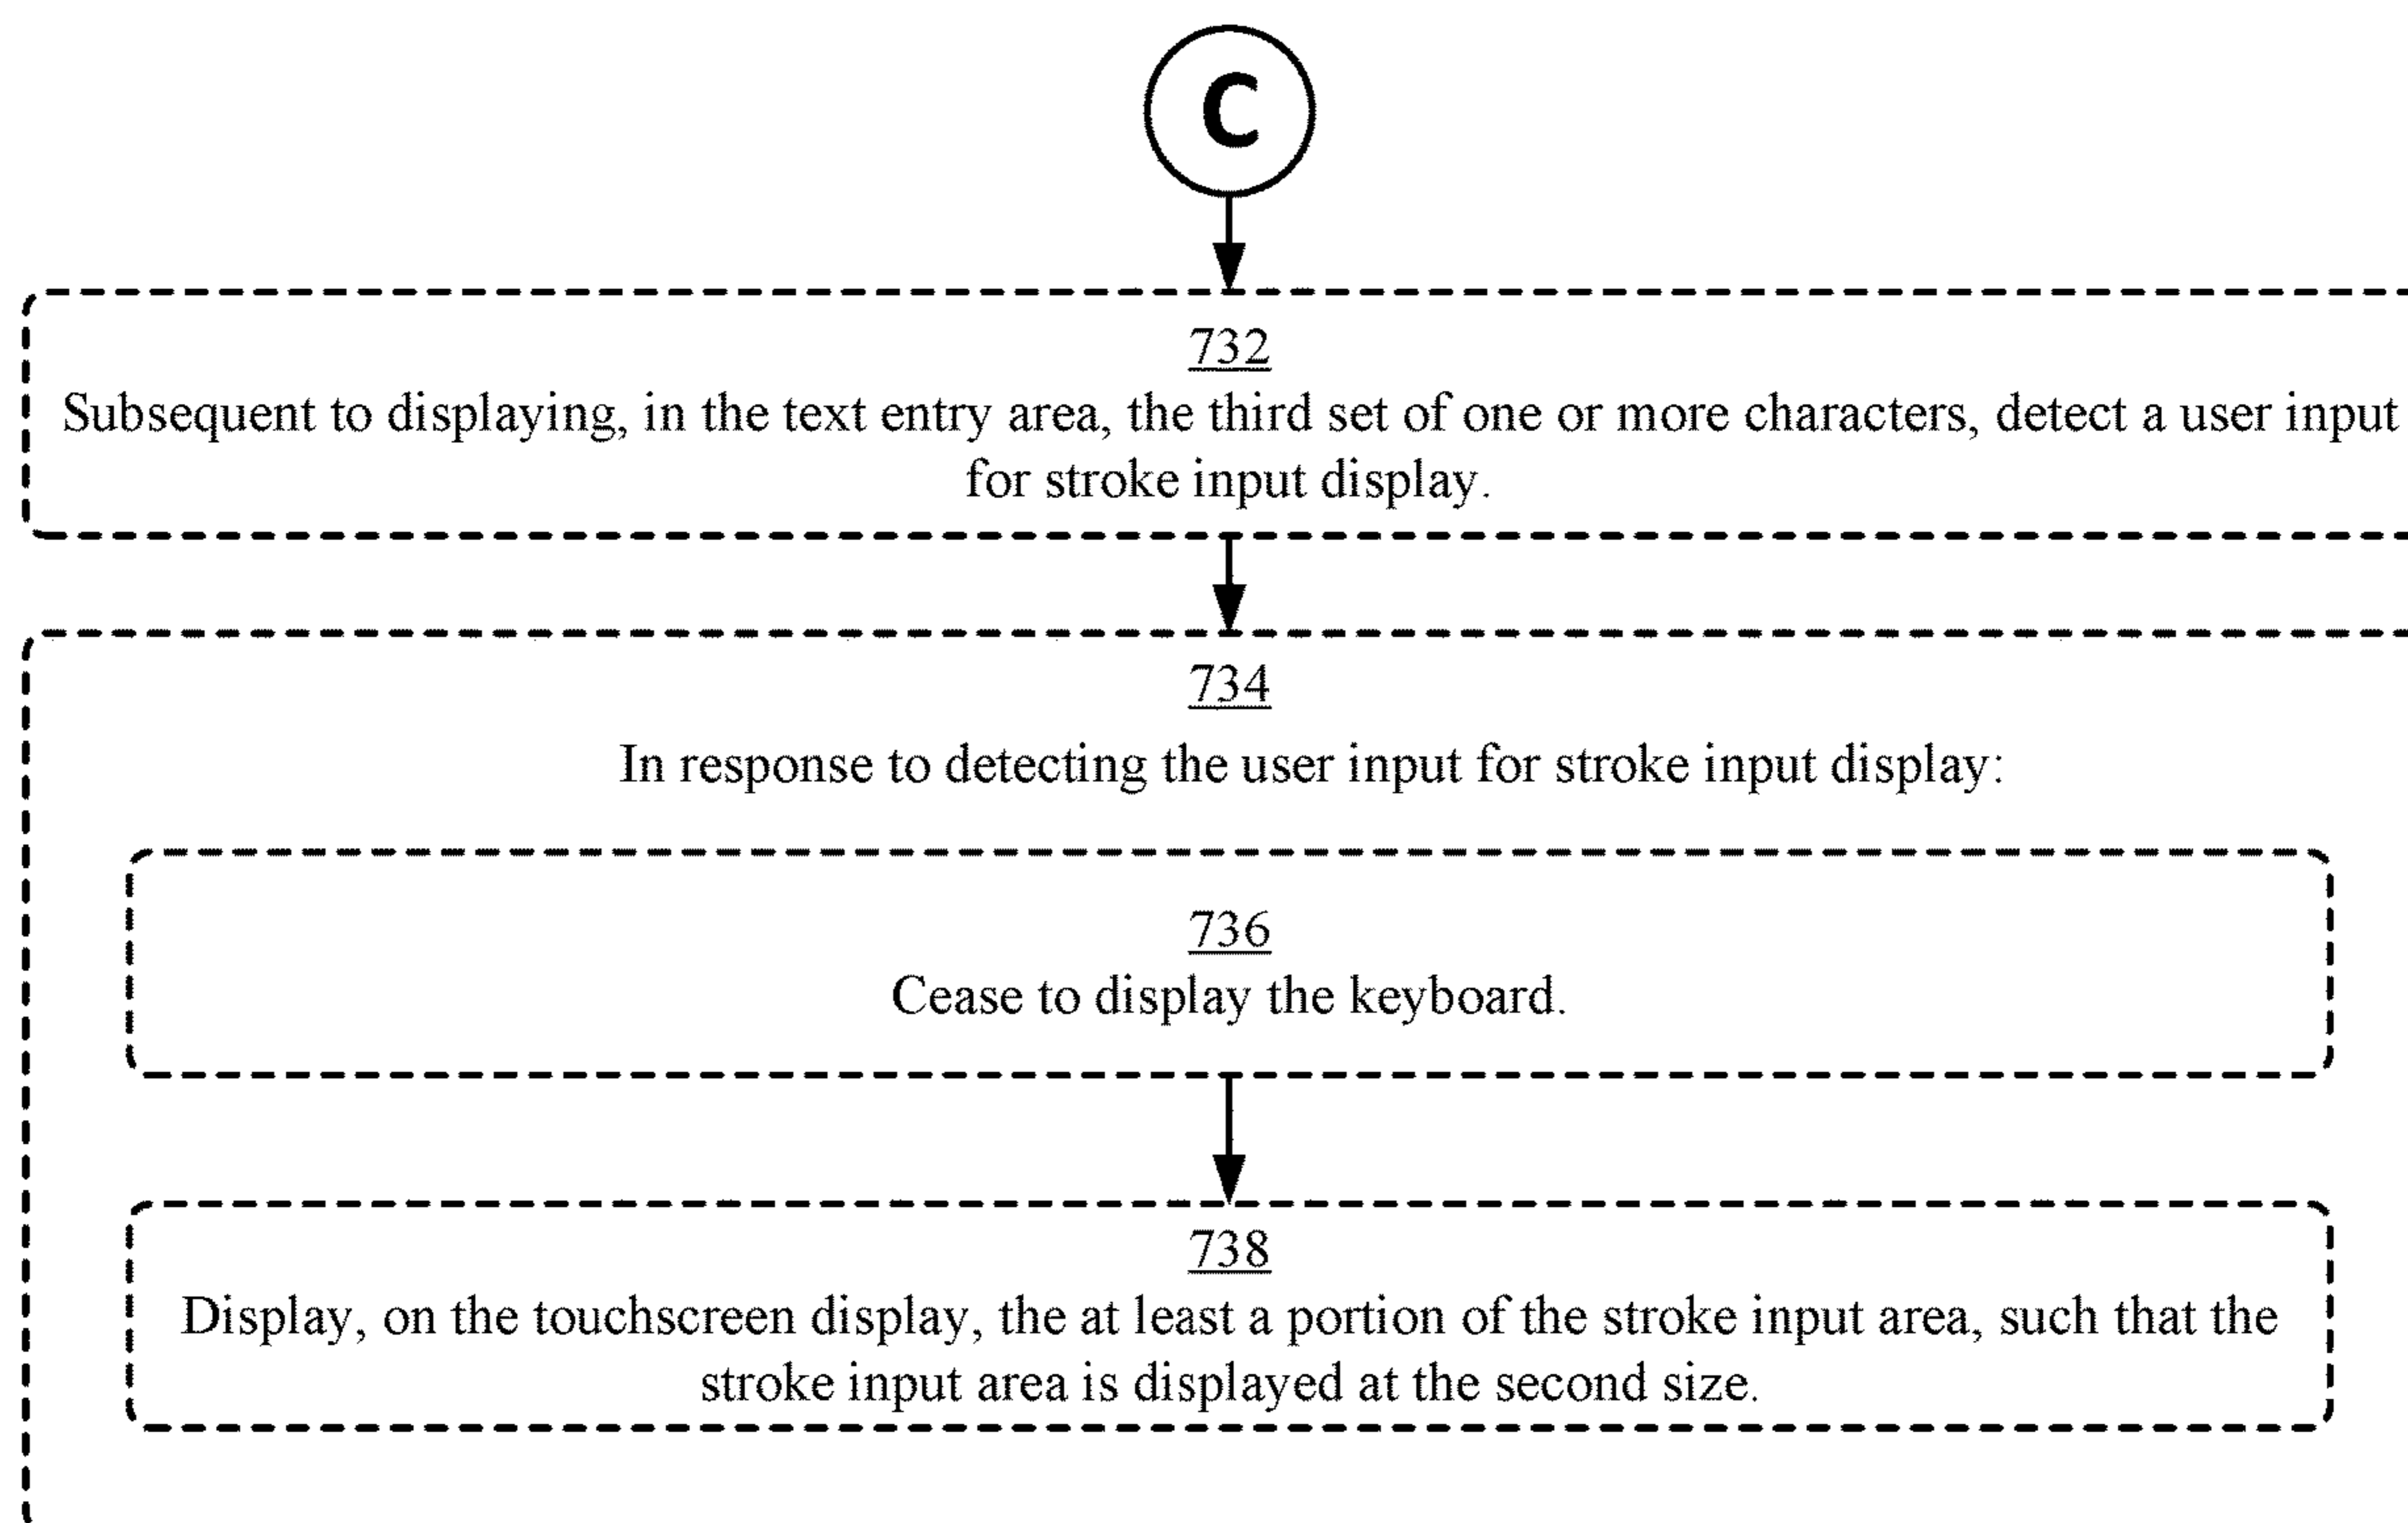 C
732
Subsequent to displaying, in the text entry area, the third set of one or more characters, detect a user input
for stroke input display.
734
In response to detecting the user input for stroke input display:
736
Cease to display the keyboard.
738
Display, on the touchscreen display, the at least a portion of the stroke input area, such that the
stroke input area is displayed at the second size.